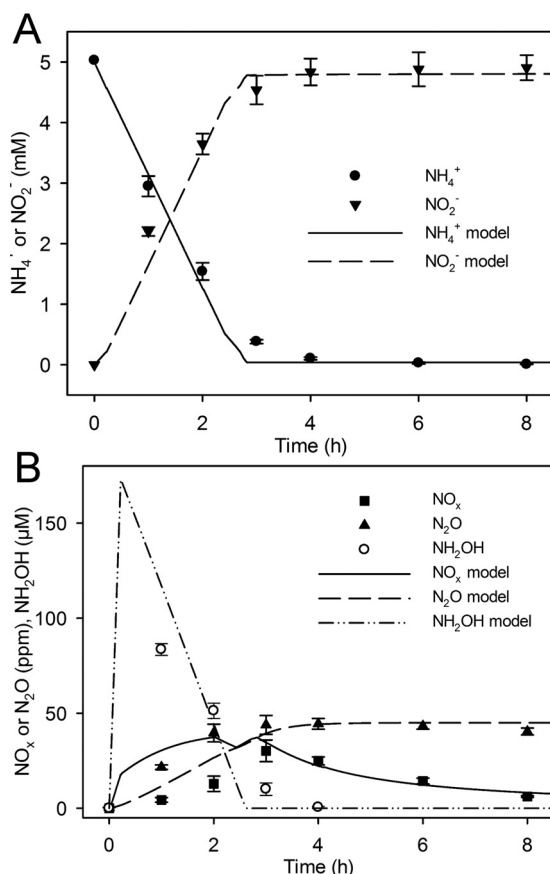 A
NH₄' or NO₂⁻ (mM)
5
4
3
2
1
0
NH₄⁺
NO₂⁻
NH₄⁺ model
NO₂⁻ model
0 2 4 6 8
Time (h)
B
NOₓ or N₂O (ppm), NH₂OH (µM)
150
100
50
0
NOₓ
N₂O
NH₂OH
NOₓ model
N₂O model
NH₂OH model
0 2 4 6 8
Time (h)